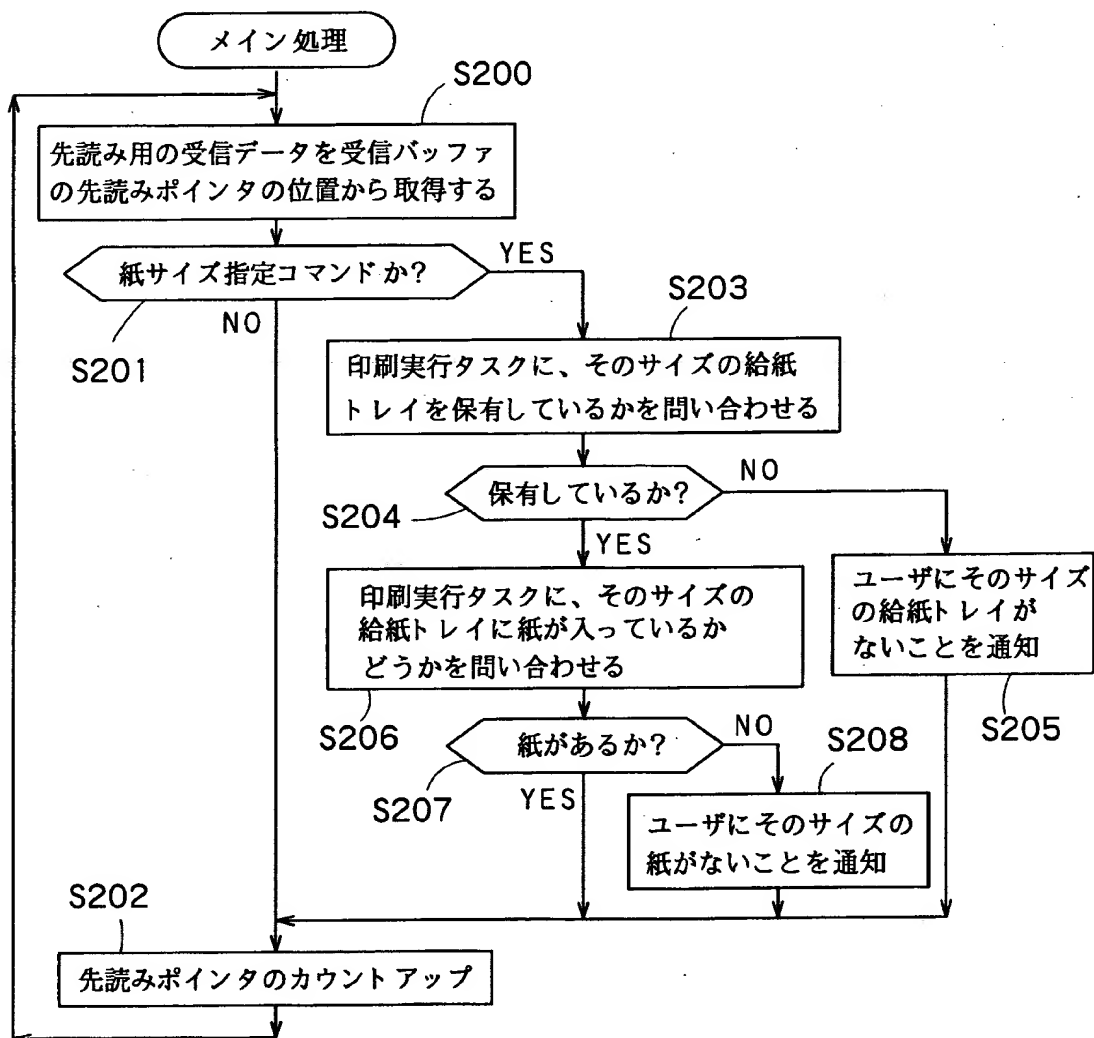 メイン処理
S200
先読み用の受信データを受信バッファ
の先読みポインタの位置から取得する
紙サイズ指定コマンドか?
YES
NO
S201
S203
印刷実行タスクに、そのサイズの給紙
トレイを保有しているかを問い合わせる
保有しているか?
NO
S204
YES
ユーザにそのサイズ
の給紙トレイが
ないことを通知
S205
印刷実行タスクに、そのサイズの
給紙トレイに紙が入っているか
どうかを問い合わせる
S206
紙があるか?
NO
S207
YES
S208
ユーザにそのサイズの
紙がないことを通知
S202
先読みポインタのカウントアップ